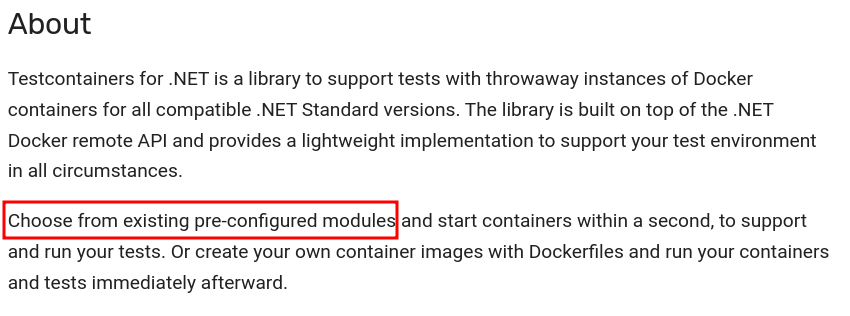 About
Testcontainers for .NET is a library to support tests with throwaway instances of Docker
containers for all compatible .NET Standard versions. The library is built on top of the .NET
Docker remote API and provides a lightweight implementation to support your test environment
in all circumstances.
Choose from existing pre-configured modules and start containers within a second, to support
and run your tests. Or create your own container images with Dockerfiles and run your containers
and tests immediately afterward.